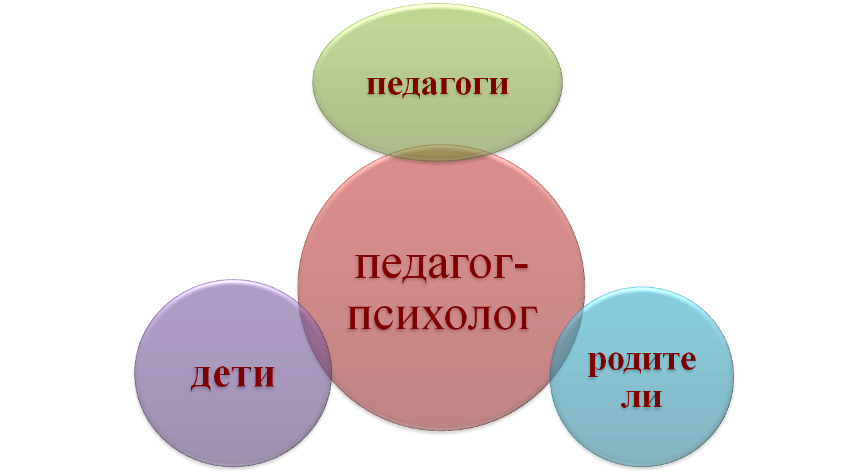 педагоги
педагог-
психолог
дети
родите
ли